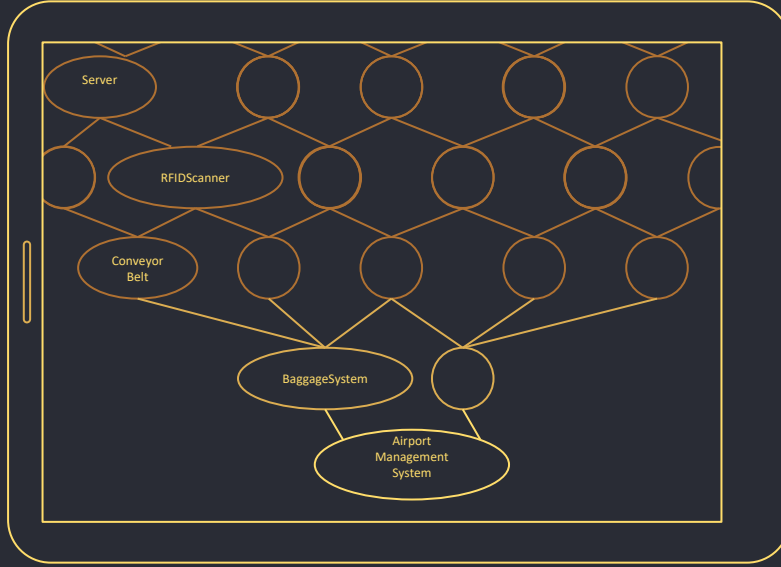 Server
RFIDScanner
Conveyor
Belt
BaggageSystem
Airport
Management
System